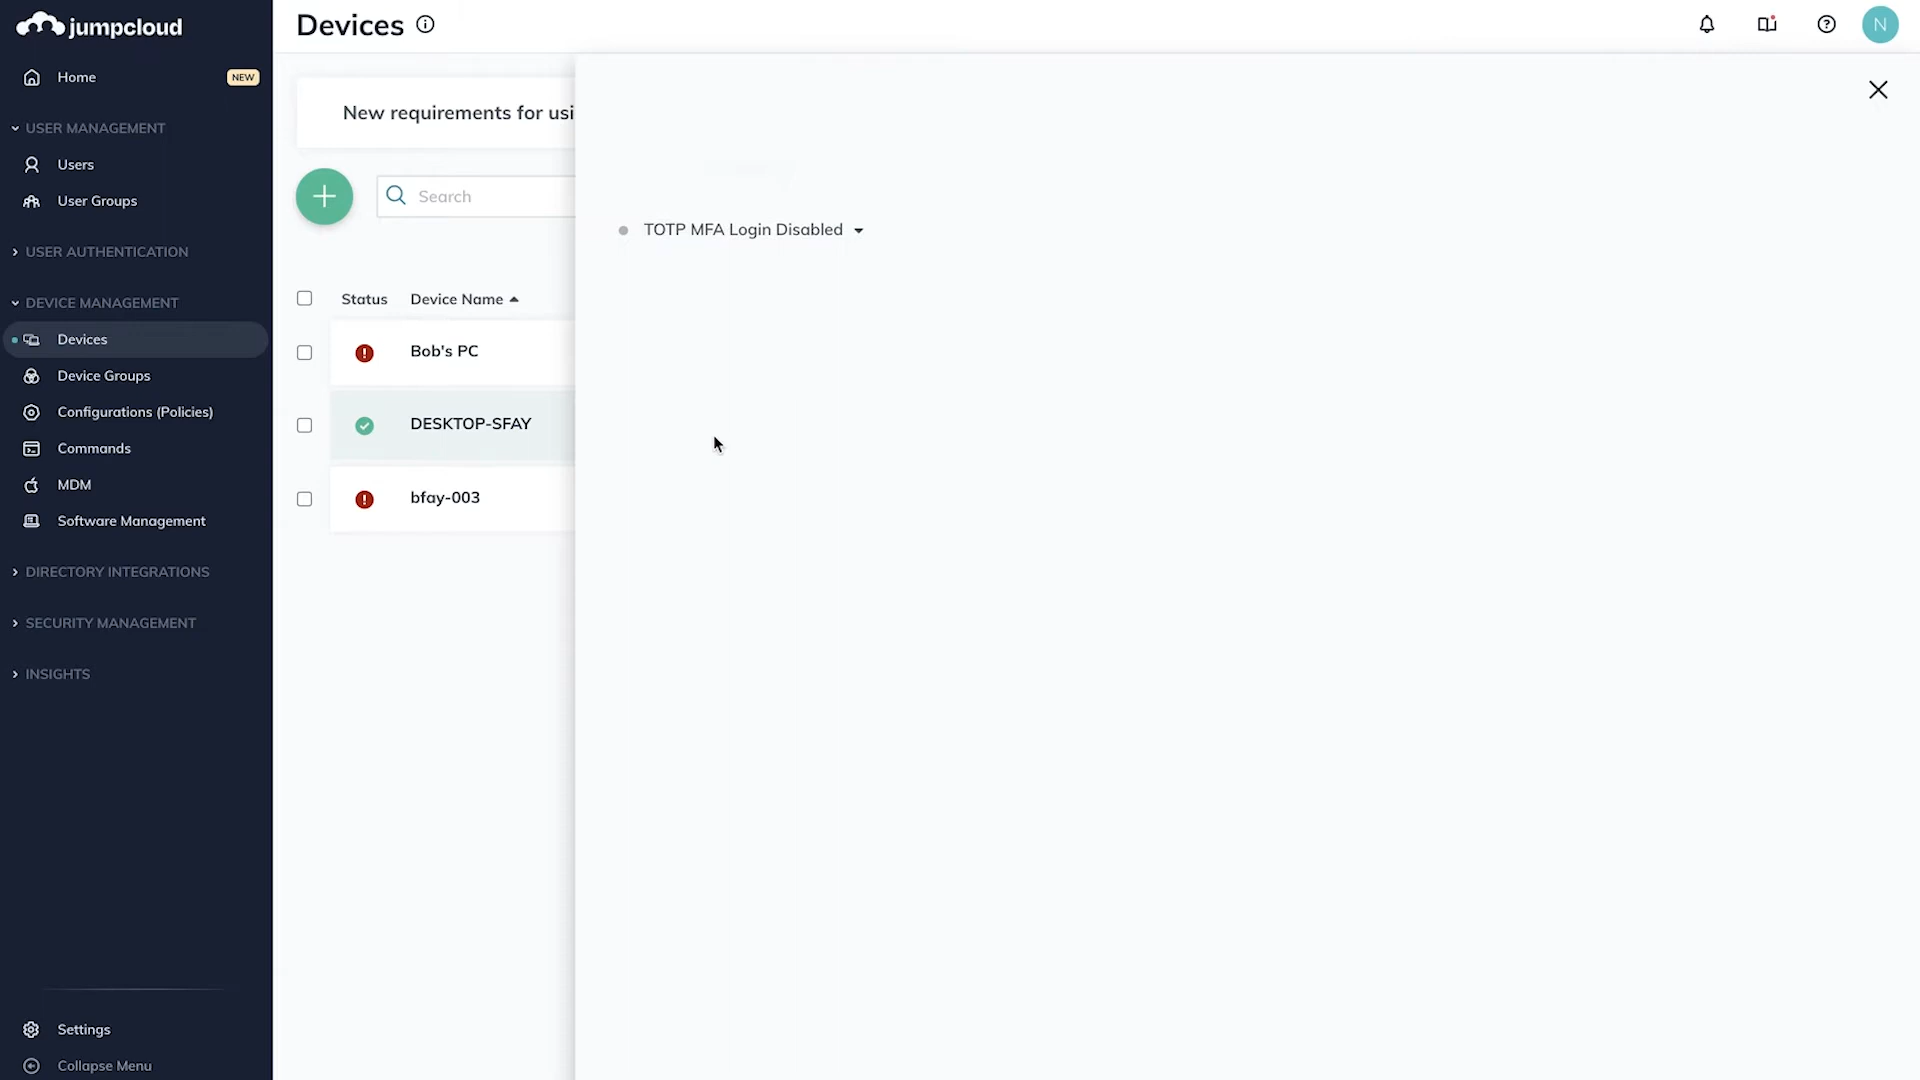 jumpcloud
Home
NEW
USER MANAGEMENT
Users
User Groups
USER AUTHENTICATION
DEVICE MANAGEMENT
Devices
Device Groups
Configurations (Policies)
Commands
MDM
Software Management
DIRECTORY INTEGRATIONS
SECURITY MANAGEMENT
INSIGHTS
Settings
Collapse Menu
Devices
N
New requirements for usi
Search
Status Device Name
Bob's PC
DESKTOP-SFAY
bfay-003
TOTP MFA Login Disabled